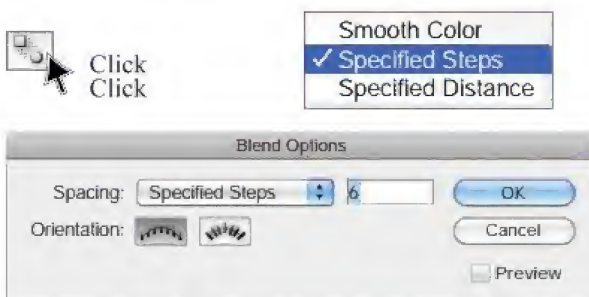 Click
Click
Smooth Color
✓ Specified Steps
Specified Distance
Blend Options
Spacing: Specified Steps 6 OK
Orientation: Cancel
Preview